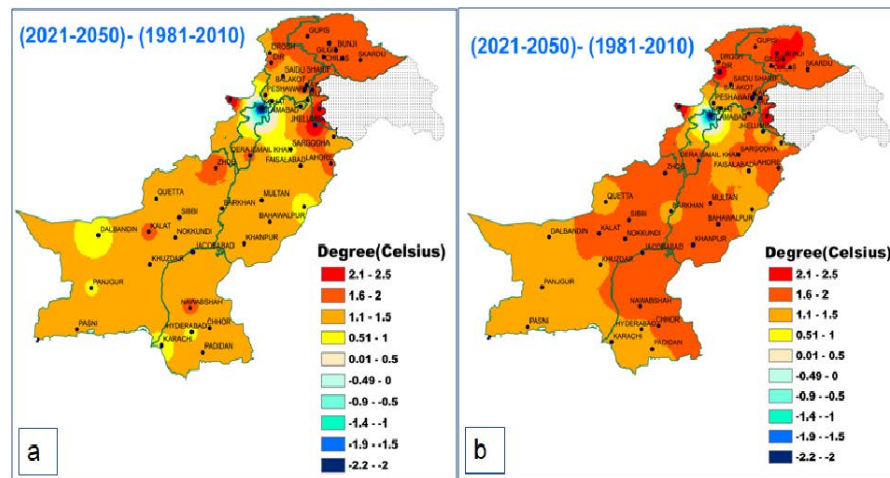 (2021-2050)- (1981-2010)
GUPIS
BUNJI
DROSH
GILGIT
SKARDU
DIR
CHILAS
SAIDU SHARIF
BALAKOT
PESHAWAR
JHELUM
SARGODHA
DERA ISMAIL KHAN
FAISALABAD
LAHORE
ZHOB
QUETTA
MULTAN
BARKHAN
SIBBI
BAHAWALPUR
DALBANDIN
KALAT
NOKKUNDI
KHANPUR
JACOBABAD
KHUZDAR
PANJGUR
NAWABSHAH
PASNI
HYDERABAD
CHHOR
KARACHI
PADIDAN
Degree(Celsius)
2.1 - 2.5
1.6 - 2
1.1 - 1.5
0.51 - 1
0.01 - 0.5
-0.49 - 0
-0.9 - -0.5
-1.4 - -1
-1.9 - -1.5
-2.2 - -2
a
(2021-2050)- (1981-2010)
GUPIS
BUNJI
DROSH
SKARDU
DIR
CHILAS
SAIDU SHARIF
BALAKOT
PESHAWAR
JHELUM
SARGODHA
DERA ISMAIL KHAN
FAISALABAD
LAHORE
ZHOB
QUETTA
MULTAN
BARKHAN
SIBBI
BAHAWALPUR
DALBANDIN
KALAT
NOKKUNDI
KHANPUR
JACOBABAD
KHUZDAR
PANJGUR
NAWABSHAH
PASNI
HYDERABAD
CHHOR
KARACHI
PADIDAN
Degree(Celsius)
2.1 - 2.5
1.6 - 2
1.1 - 1.5
0.51 - 1
0.01 - 0.5
-0.49 - 0
-0.9 - -0.5
-1.4 - -1
-1.9 - -1.5
-2.2 - -2
b